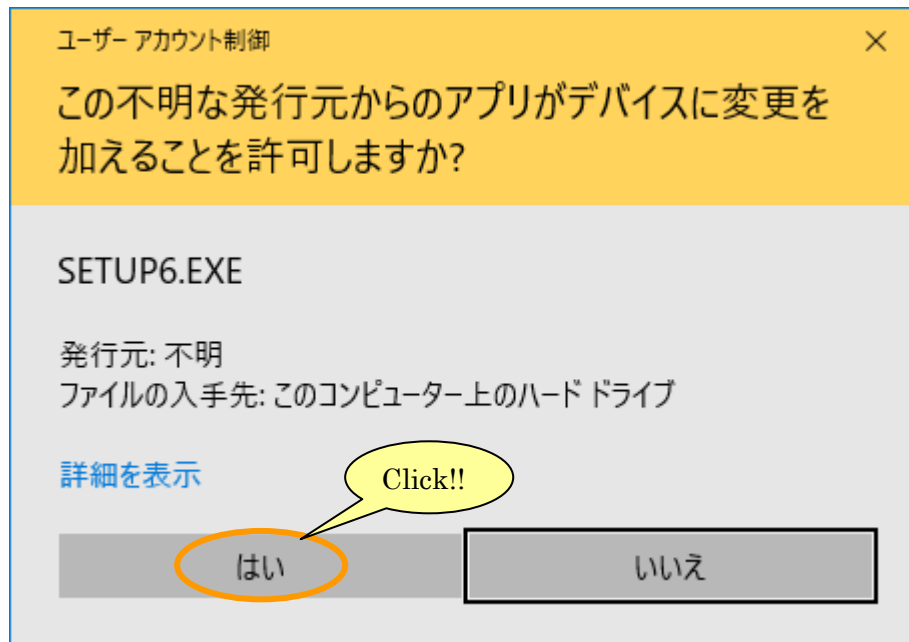 ユーザー アカウント制御
この不明な発行元からのアプリがデバイスに変更を
加えることを許可しますか?
SETUP6.EXE
発行元: 不明
ファイルの入手先: このコンピューター上のハード ドライブ
詳細を表示
Click!!
はい
いいえ